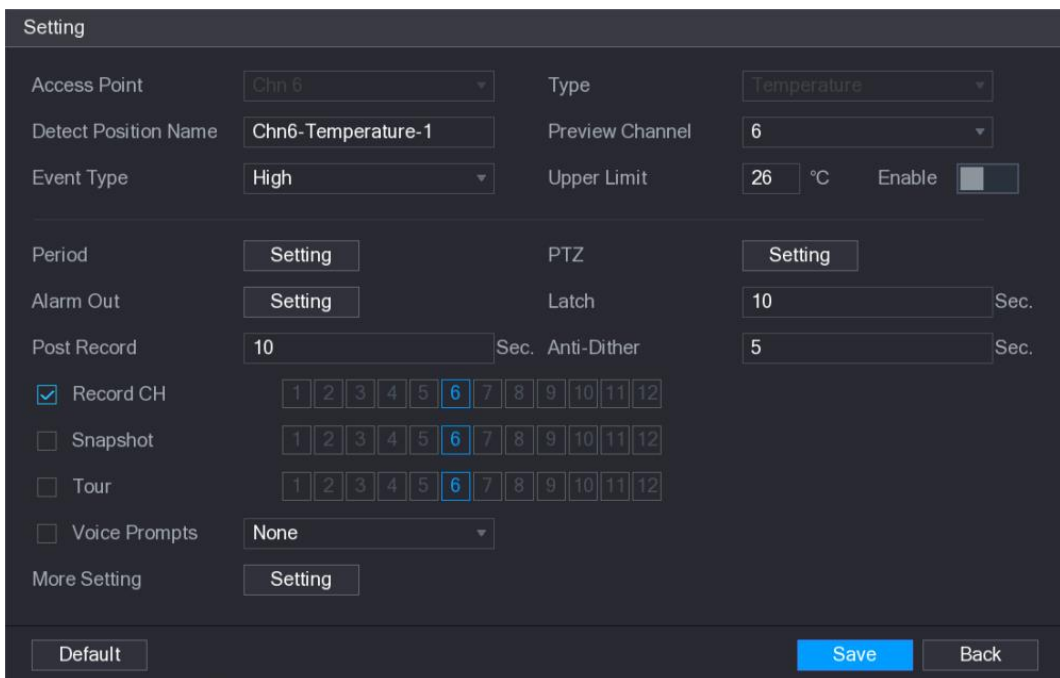 Setting
Access Point Chn 6 Type Temperature
Detect Position Name Chn6-Temperature-1 Preview Channel 6
Event Type High Upper Limit 26 °C Enable
Period Setting PTZ Setting
Alarm Out Setting Latch 10 Sec.
Post Record 10 Sec. Anti-Dither 5 Sec.
Record CH 1 2 3 4 5 6 7 8 9 10 11 12
Snapshot 1 2 3 4 5 6 7 8 9 10 11 12
Tour 1 2 3 4 5 6 7 8 9 10 11 12
Voice Prompts None
More Setting Setting
Default Save Back